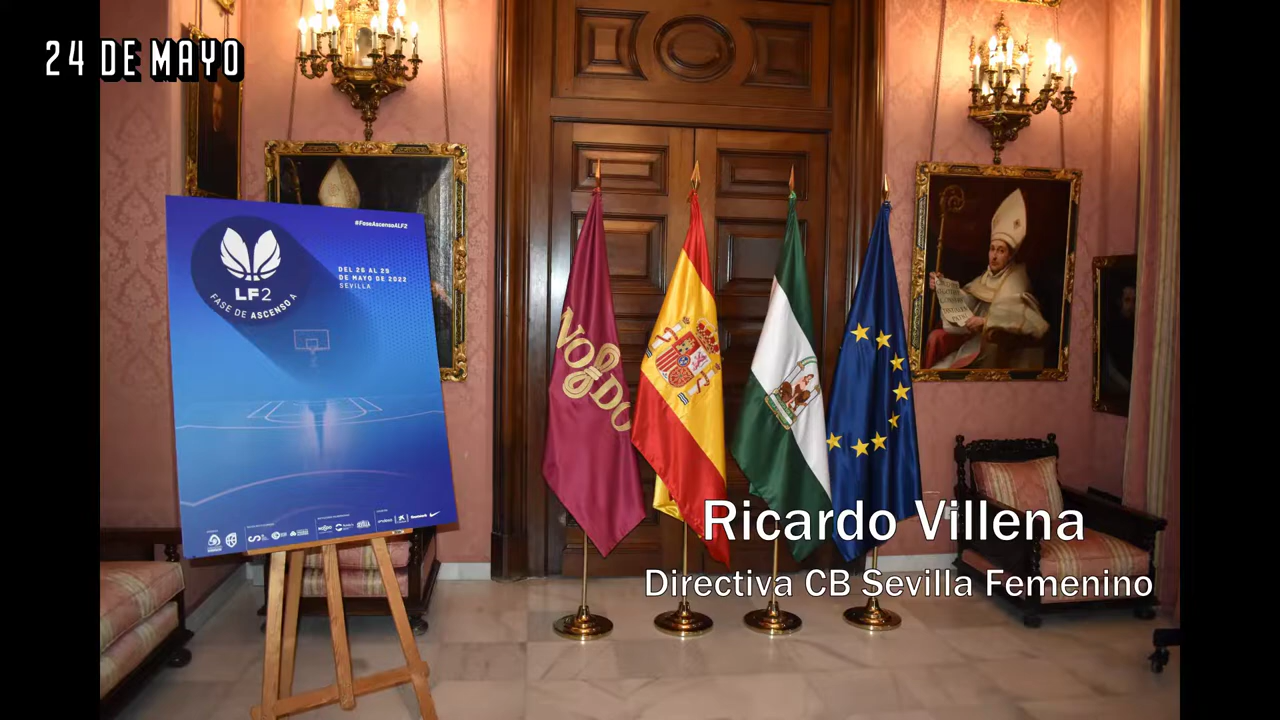 24 DE MAYO
#FaseAscensoALF2
DEL 26 AL 29
DE MAYO DE 2022
SEVILLA
LF2
FASE DE ASCENSO A
NO8DO
Ricardo Villena
Directiva CB Sevilla Femenino